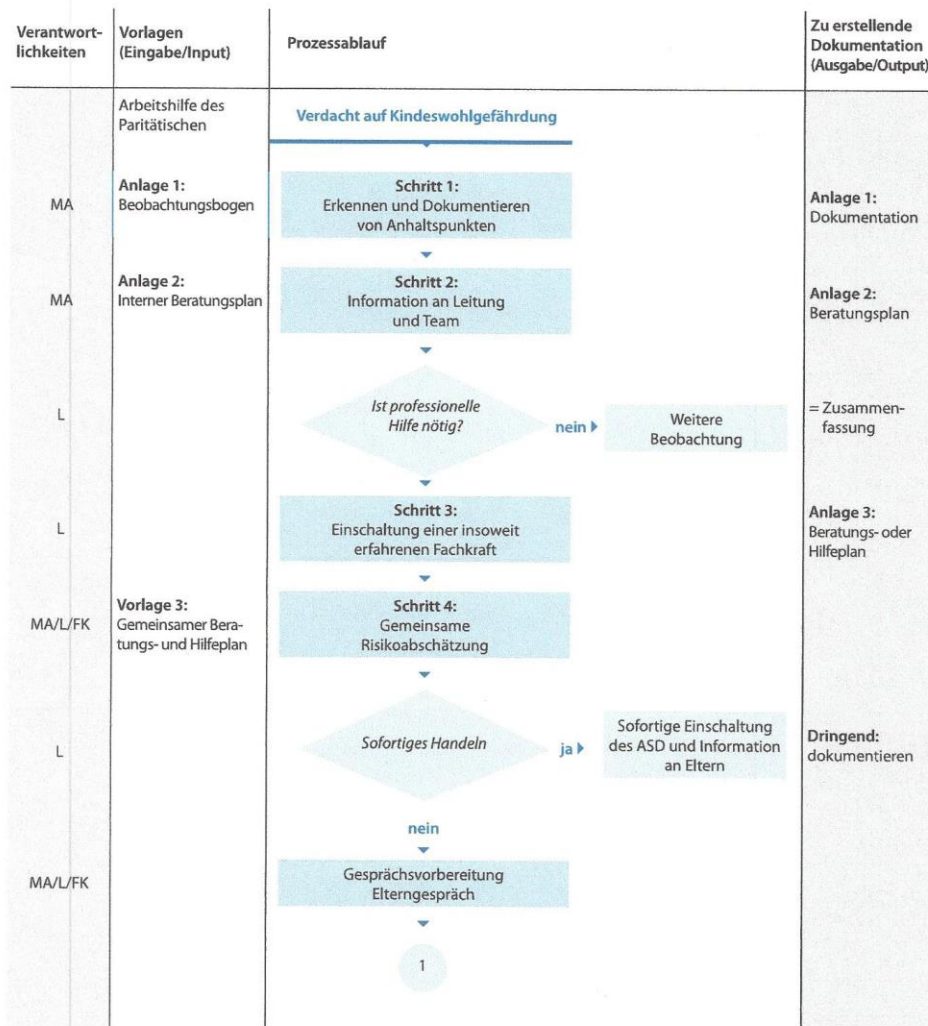 Verantwort-
lichkeiten
Vorlagen
(Eingabe/Input)
Prozessablauf
Zu erstellende
Dokumentation
(Ausgabe/Output)
Arbeitshilfe des
Paritätischen
Verdacht auf Kindeswohlgefährdung
MA
Anlage 1:
Beobachtungsbogen
Schritt 1:
Erkennen und Dokumentieren
von Anhaltspunkten
Anlage 1:
Dokumentation
MA
Anlage 2:
Interner Beratungsplan
Schritt 2:
Information an Leitung
und Team
Anlage 2:
Beratungsplan
L
Ist professionelle
Hilfe nötig?
nein
Weitere
Beobachtung
= Zusammen-
fassung
L
Schritt 3:
Einschaltung einer insoweit
erfahrenen Fachkraft
Anlage 3:
Beratungs- oder
Hilfeplan
MA/L/FK
Vorlage 3:
Gemeinsamer Bera-
tungs- und Hilfeplan
Schritt 4:
Gemeinsame
Risikoabschätzung
L
Sofortiges Handeln
ja
Sofortige Einschaltung
des ASD und Information
an Eltern
Dringend:
dokumentieren
nein
MA/L/FK
Gesprächsvorbereitung
Elterngespräch
1